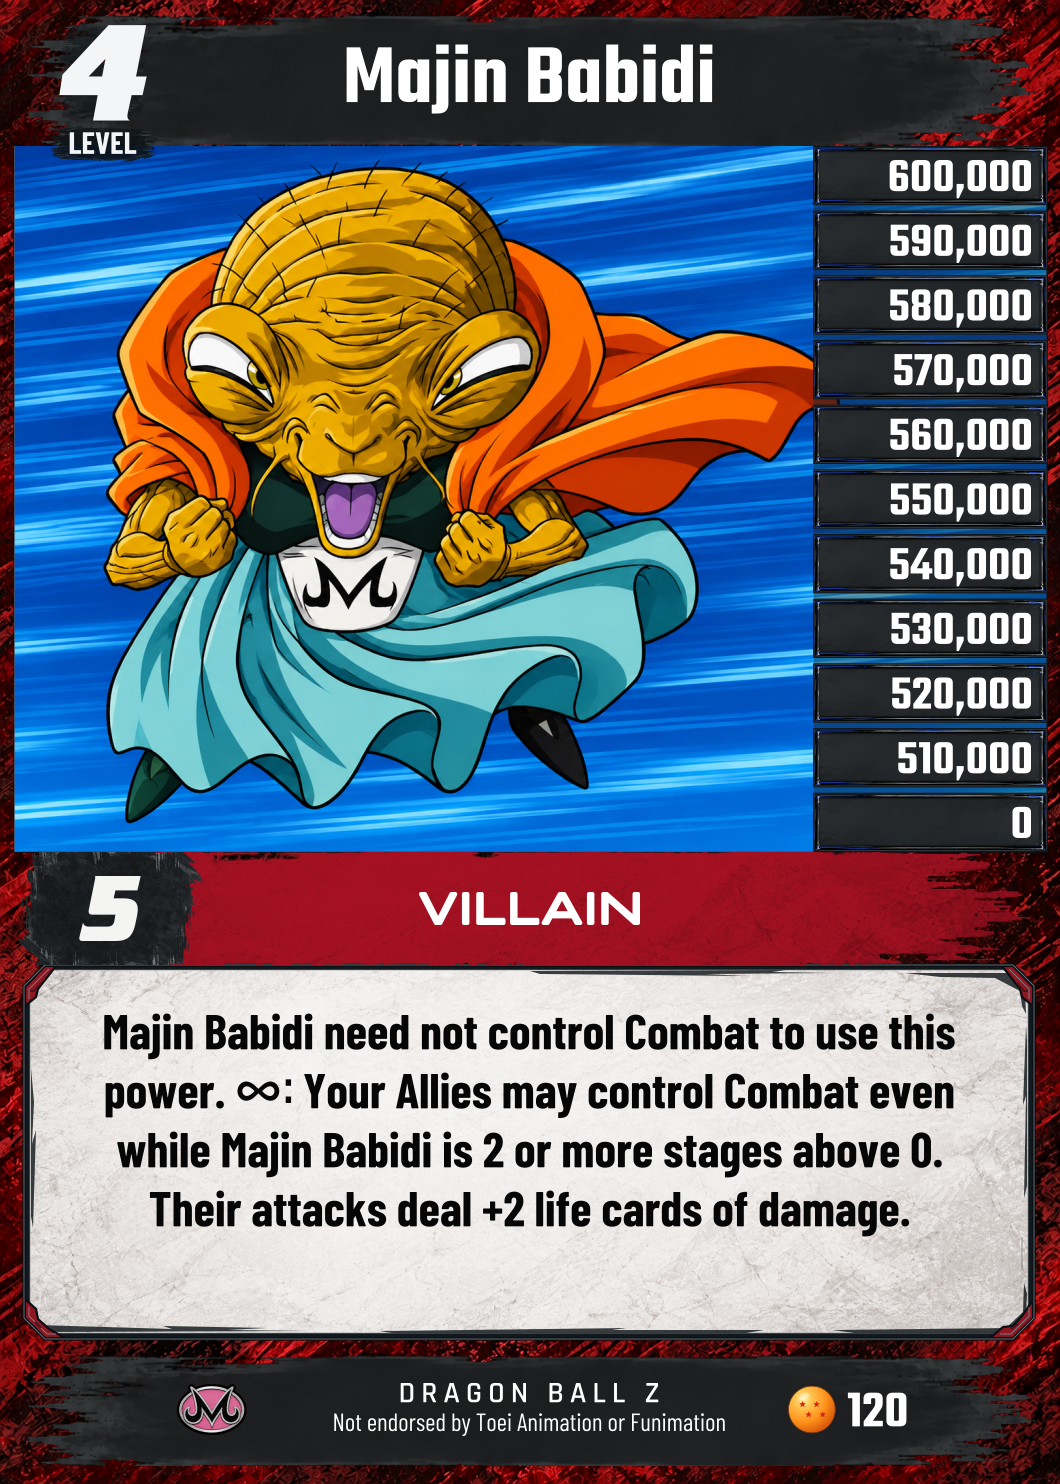 4
LEVEL
Majin Babidi
600,000
590,000
580,000
570,000
560,000
550,000
540,000
530,000
520,000
510,000
0
5
VILLAIN
Majin Babidi need not control Combat to use this
power. ∞: Your Allies may control Combat even
while Majin Babidi is 2 or more stages above 0.
Their attacks deal +2 life cards of damage.
DRAGON BALL Z
Not endorsed by Toei Animation or Funimation
120